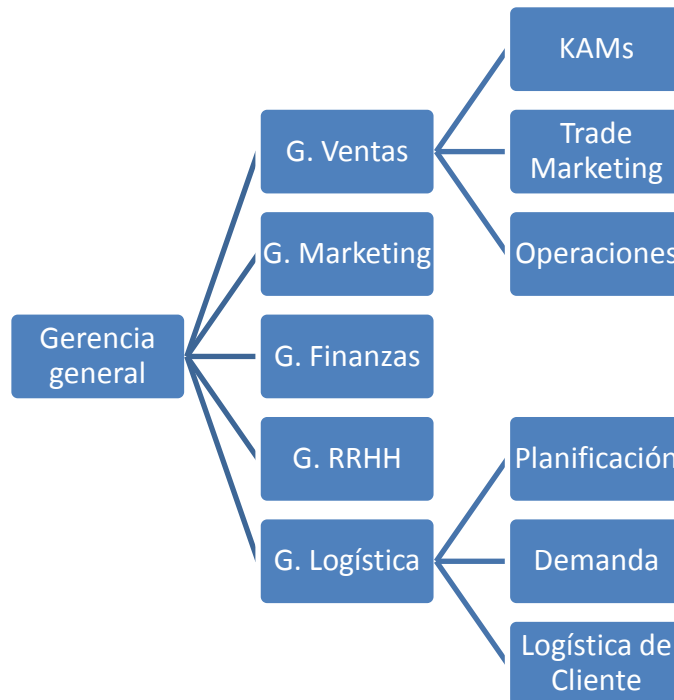 KAMs
G. Ventas
Trade
Marketing
G. Marketing
Operaciones
Gerencia
general
G. Finanzas
G. RRHH
Planificación
G. Logística
Demanda
Logística de
Cliente